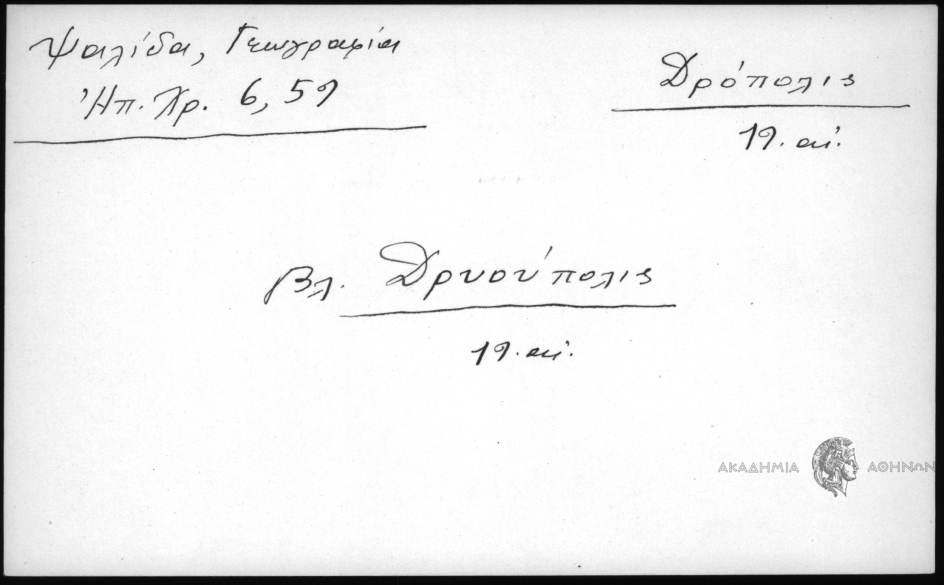 Ψαλίδα, Γεωγραφία
Ἠπ. Χρ. 6, 59
Δρόπολις
19. αἰ.
βλ. Δρυούπολις
19. αἰ.
ΑΚΑΔΗΜΙΑ ΑΘΗΝΩΝ